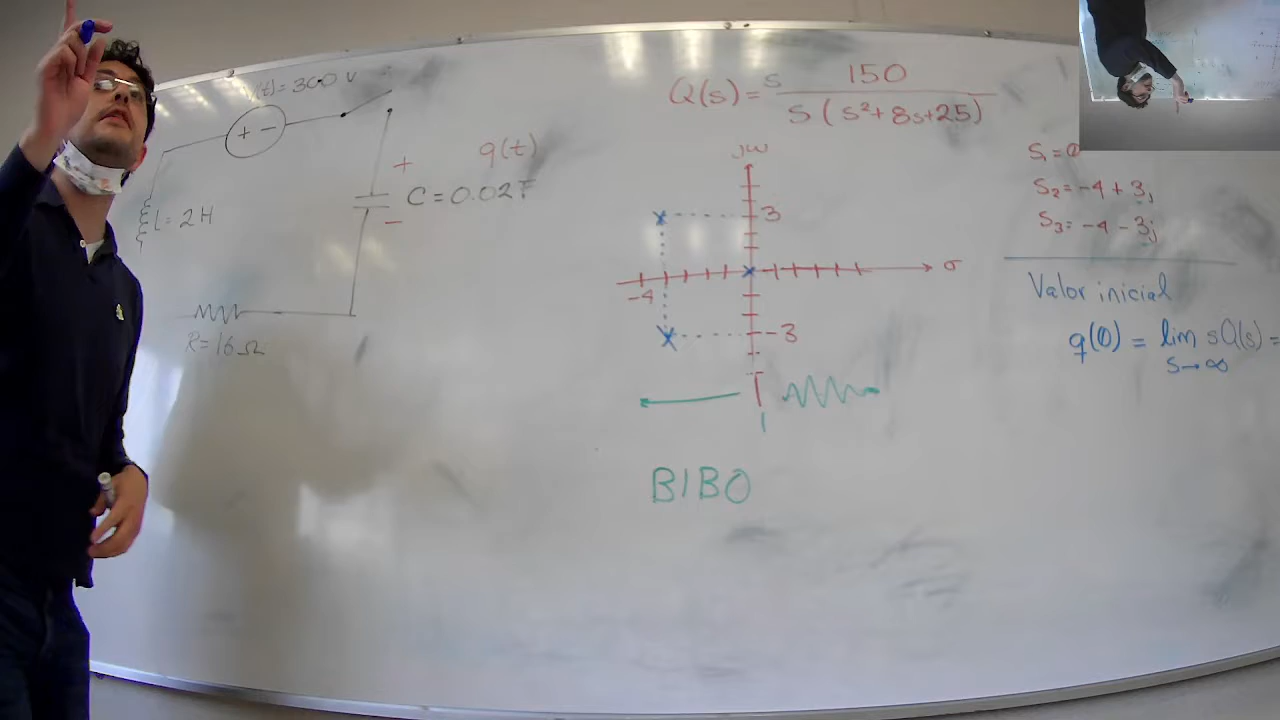 (t)=300 V
L=2H
R=16Ω
+ -
+
q(t)
C=0.02F
-
Q(s)=s 150
s(s²+8s+25)
jω
3
σ
-4
-3
BIBO
S₁=0
S₂=-4+3j
S₃=-4-3j
Valor inicial
q(0) = lim sQ(s)=
s→∞